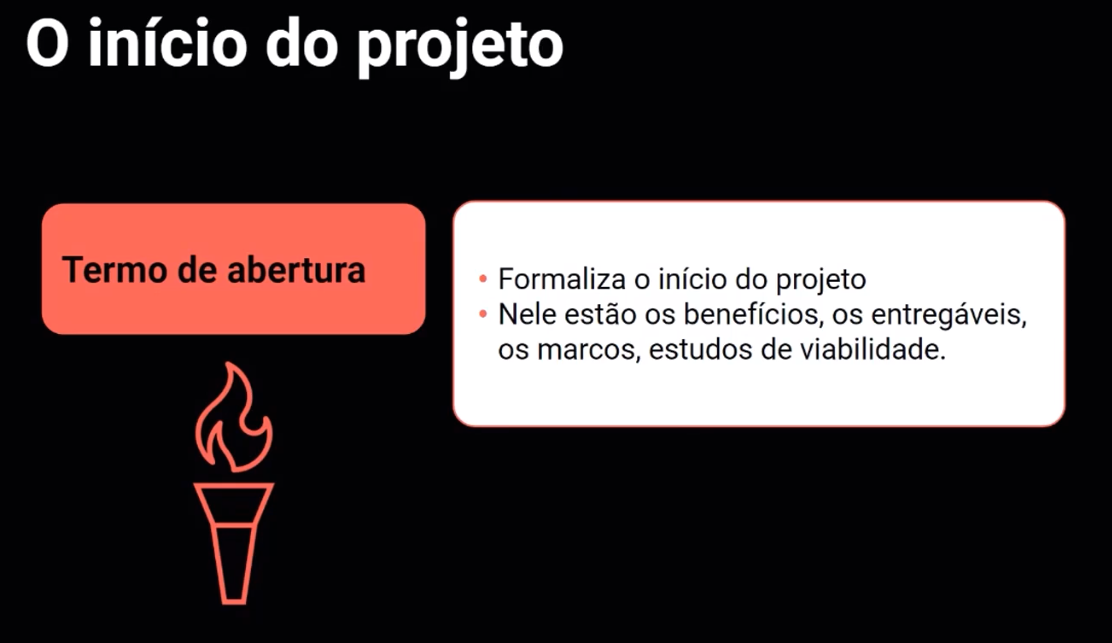 O início do projeto
Termo de abertura
• Formaliza o início do projeto
• Nele estão os benefícios, os entregáveis,
os marcos, estudos de viabilidade.